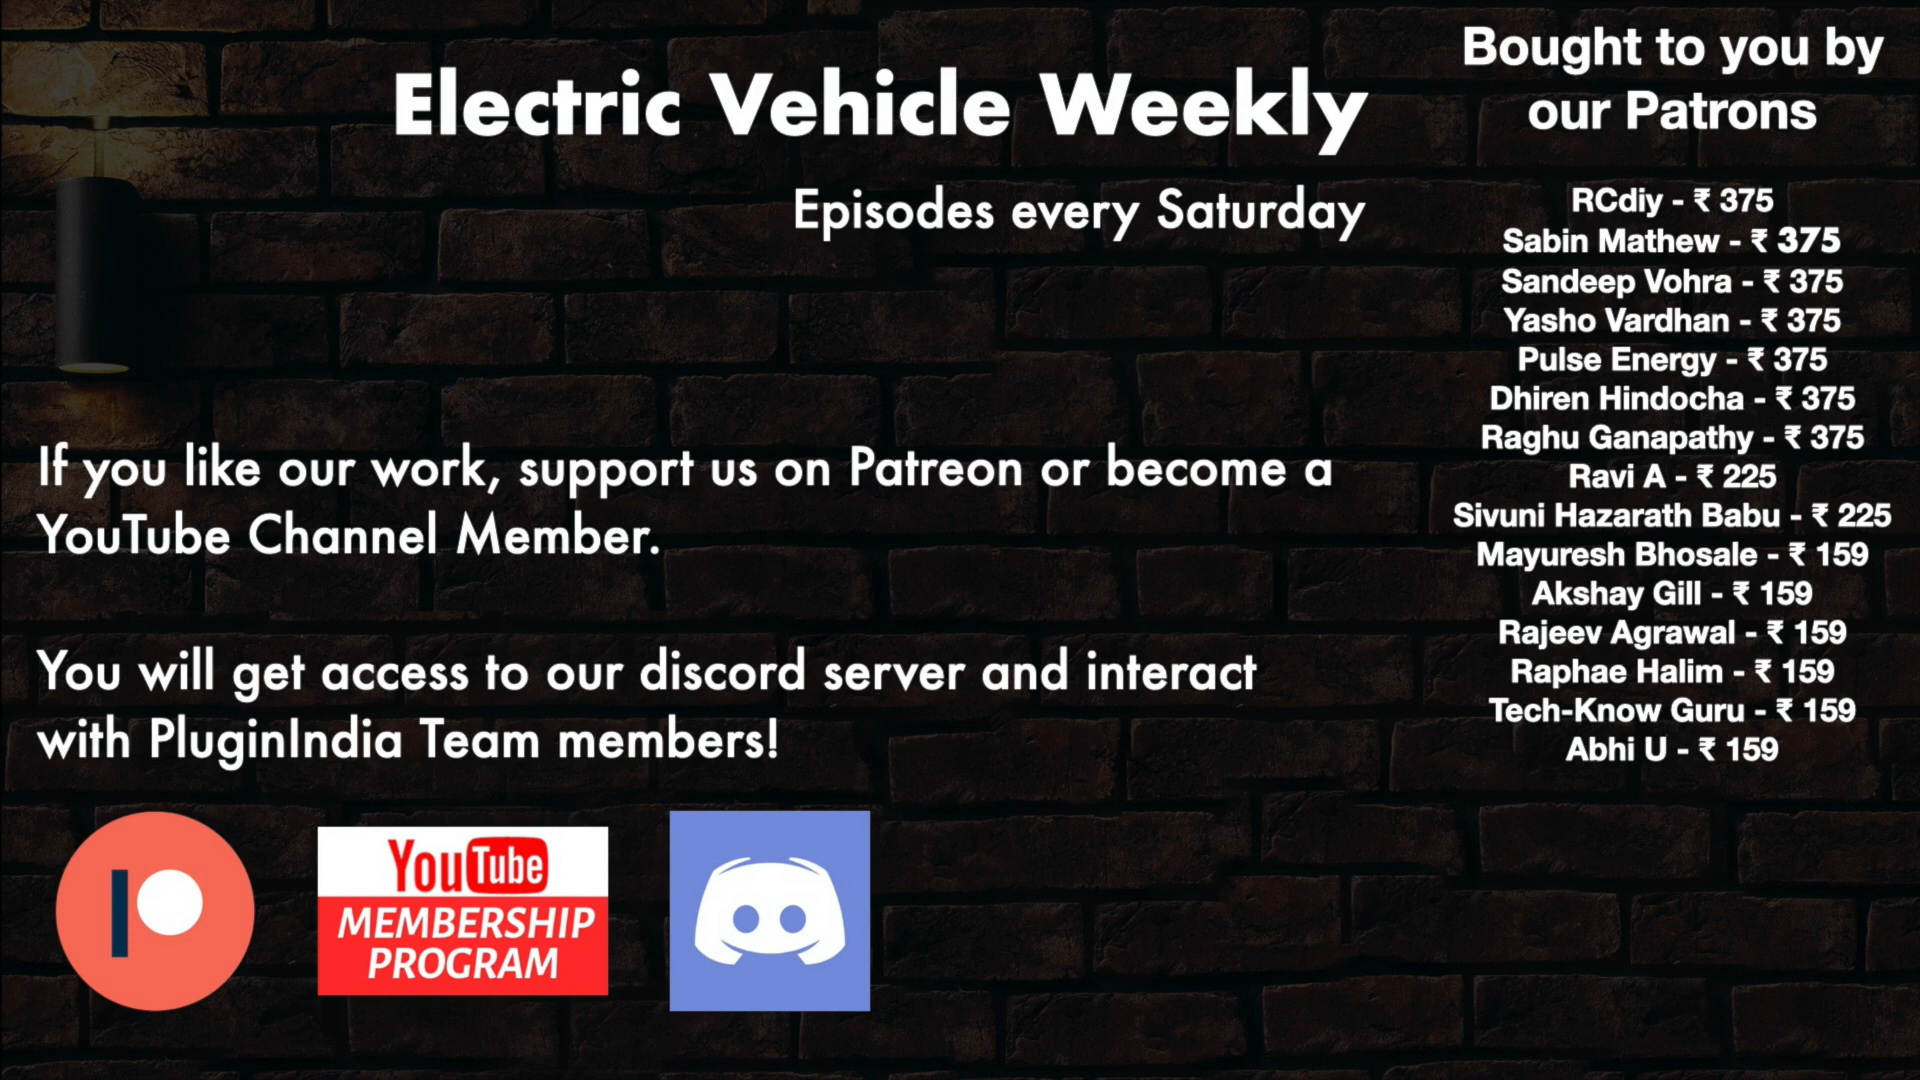 Electric Vehicle Weekly
Episodes every Saturday
If you like our work, support us on Patreon or become a
YouTube Channel Member.
You will get access to our discord server and interact
with PluginIndia Team members!
YouTube
MEMBERSHIP
PROGRAM
Bought to you by
our Patrons
RCdiy - ₹ 375
Sabin Mathew - ₹ 375
Sandeep Vohra - ₹ 375
Yasho Vardhan - ₹ 375
Pulse Energy - ₹ 375
Dhiren Hindocha - ₹ 375
Raghu Ganapathy - ₹ 375
Ravi A - ₹ 225
Sivuni Hazarath Babu - ₹ 225
Mayuresh Bhosale - ₹ 159
Akshay Gill - ₹ 159
Rajeev Agrawal - ₹ 159
Raphae Halim - ₹ 159
Tech-Know Guru - ₹ 159
Abhi U - ₹ 159